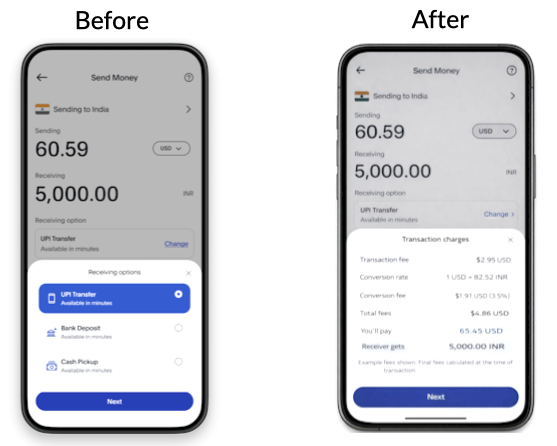 Before
Send Money
Sending to India
Sending
60.59
USD
Receiving
5,000.00
INR
Receiving option
UPI Transfer
Available in minutes
Change
Receiving options
UPI Transfer
Available in minutes
Bank Deposit
Available in minutes
Cash Pickup
Available in minutes
Next
After
Send Money
Sending to India
Sending
60.59
USD
Receiving
5,000.00
INR
Receiving option
UPI Transfer
Available in minutes
Change
Transaction charges
Transaction fee $2.95 USD
Conversion rate 1 USD = 82.52 INR
Conversion fee $1.91 USD (3.5%)
Total fees $4.86 USD
You'll pay 65.45 USD
Receiver gets 5,000.00 INR
Example fees shown. Final fees calculated at the time of
transaction.
Next